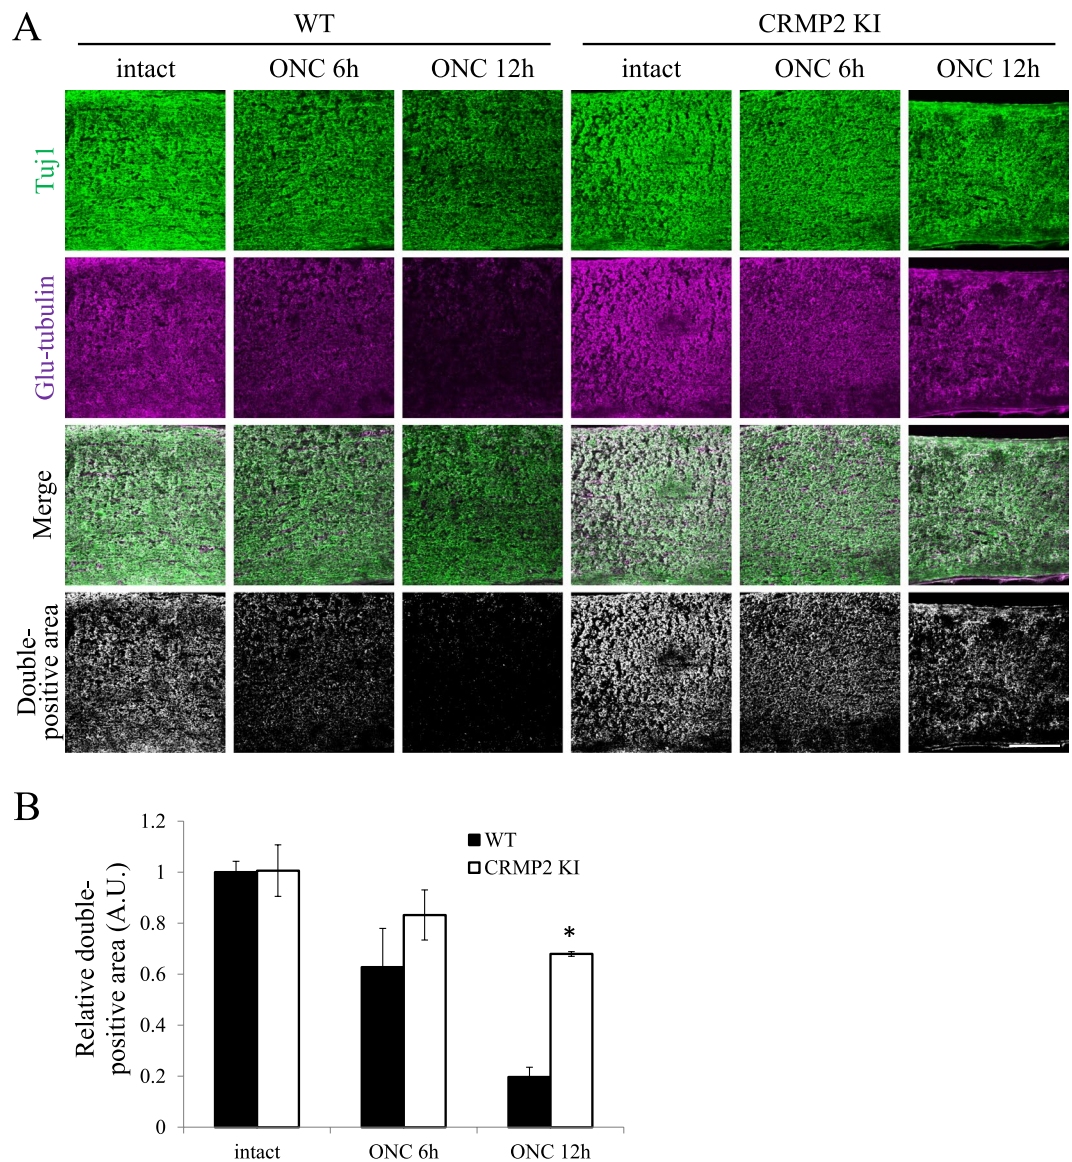 A
WT
CRMP2 KI
intact
ONC 6h
ONC 12h
intact
ONC 6h
ONC 12h
Tuj1
Glu-tubulin
Merge
Double-
positive area
B
Relative double-
positive area (A.U.)
1.2
1
0.8
0.6
0.4
0.2
0
WT
CRMP2 KI
*
intact
ONC 6h
ONC 12h